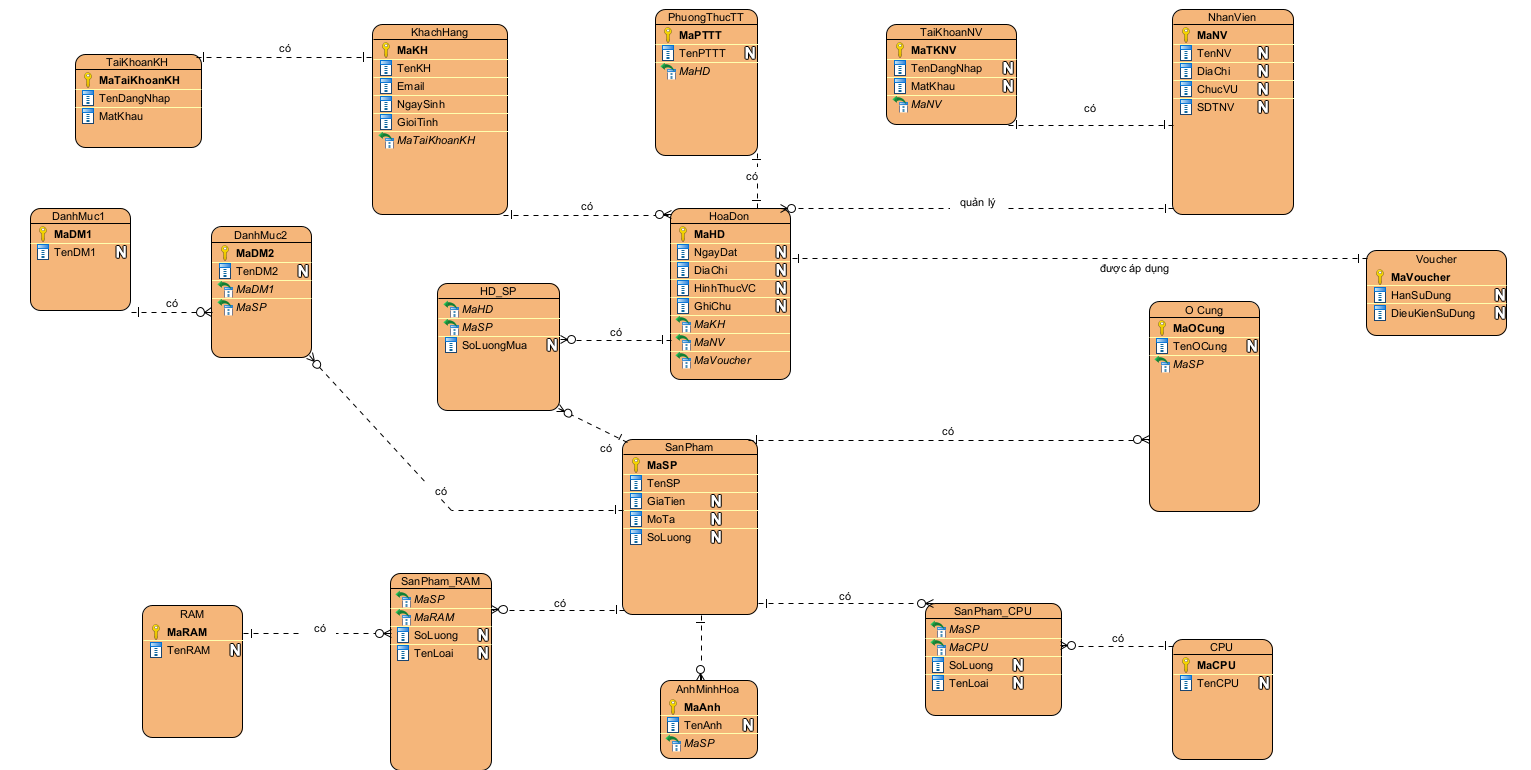 TaiKhoanKH
MaTaiKhoanKH
TenDangNhap
MatKhau
có
KhachHang
MaKH
TenKH
Email
NgaySinh
GioiTinh
MaTaiKhoanKH
PhuongThucTT
MaPTTT
TenPTTT N
MaHD
có
TaiKhoanNV
MaTKNV
TenDangNhap N
MatKhau N
MaNV
có
NhanVien
MaNV
TenNV N
DiaChi N
ChucVU N
SDTNV N
có
quản lý
DanhMuc1
MaDM1
TenDM1 N
có
DanhMuc2
MaDM2
TenDM2 N
MaDM1
MaSP
HD_SP
MaHD
MaSP
SoLuongMua N
có
HoaDon
MaHD
NgayDat N
DiaChi N
HinhThucVC N
GhiChu N
MaKH
MaNV
MaVoucher
được áp dụng
Voucher
MaVoucher
HanSuDung N
DieuKienSuDung N
O Cung
MaOCung
TenOCung N
MaSP
có
có
có
SanPham
MaSP
TenSP
GiaTien N
MoTa N
SoLuong N
RAM
MaRAM
TenRAM N
có
SanPham_RAM
MaSP
MaRAM
SoLuong N
TenLoai N
có
có
SanPham_CPU
MaSP
MaCPU
SoLuong N
TenLoai N
có
CPU
MaCPU
TenCPU N
AnhMinhHoa
MaAnh
TenAnh N
MaSP